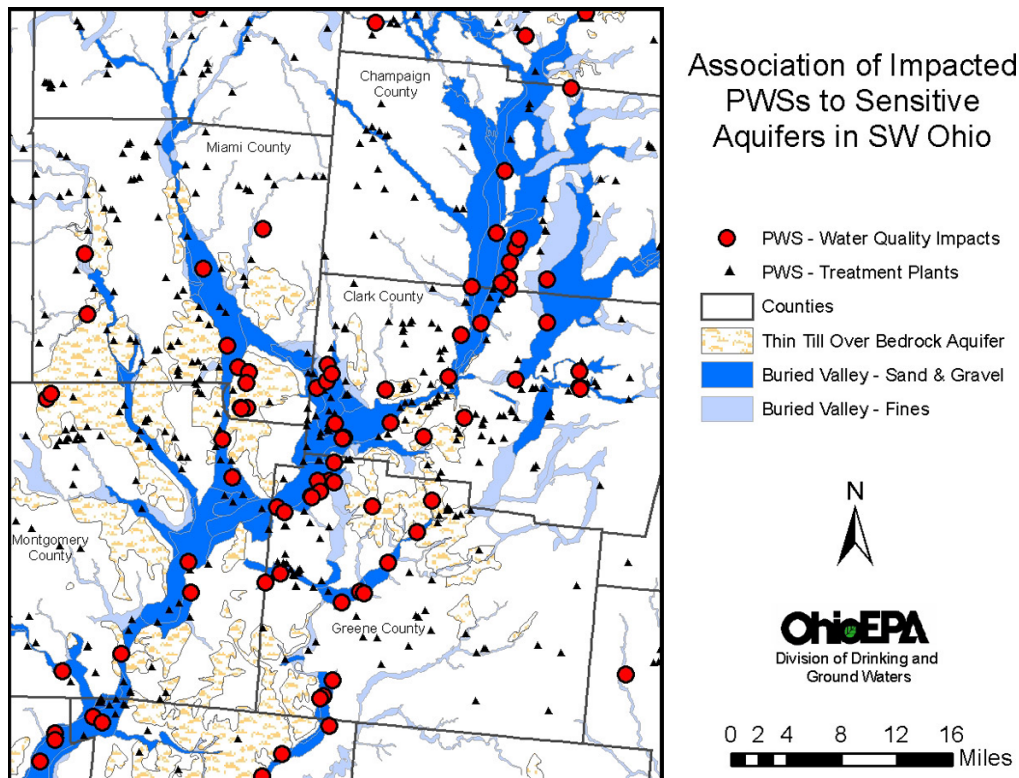 Association of Impacted
PWSs to Sensitive
Aquifers in SW Ohio
Champaign
County
Miami County
Clark County
Montgomery
County
Greene County
PWS - Water Quality Impacts
PWS - Treatment Plants
Counties
Thin Till Over Bedrock Aquifer
Buried Valley - Sand & Gravel
Buried Valley - Fines
N
OhioEPA
Division of Drinking and
Ground Waters
0 2 4 8 12 16
Miles